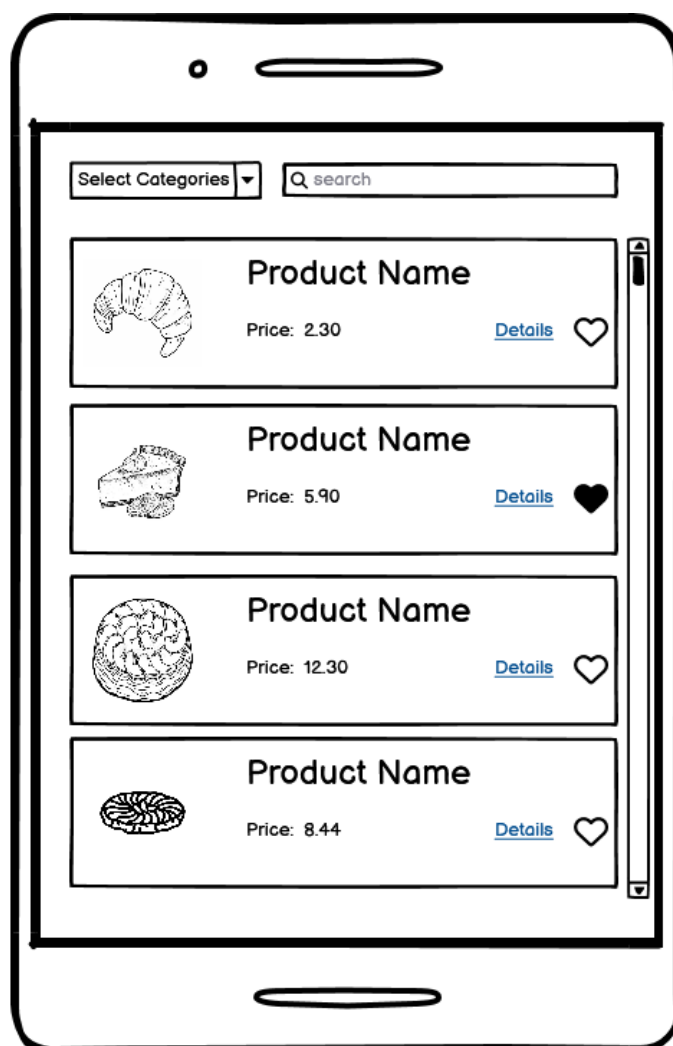 Select Categories
search
Product Name
Price: 2.30 Details
Product Name
Price: 5.90 Details
Product Name
Price: 12.30 Details
Product Name
Price: 8.44 Details